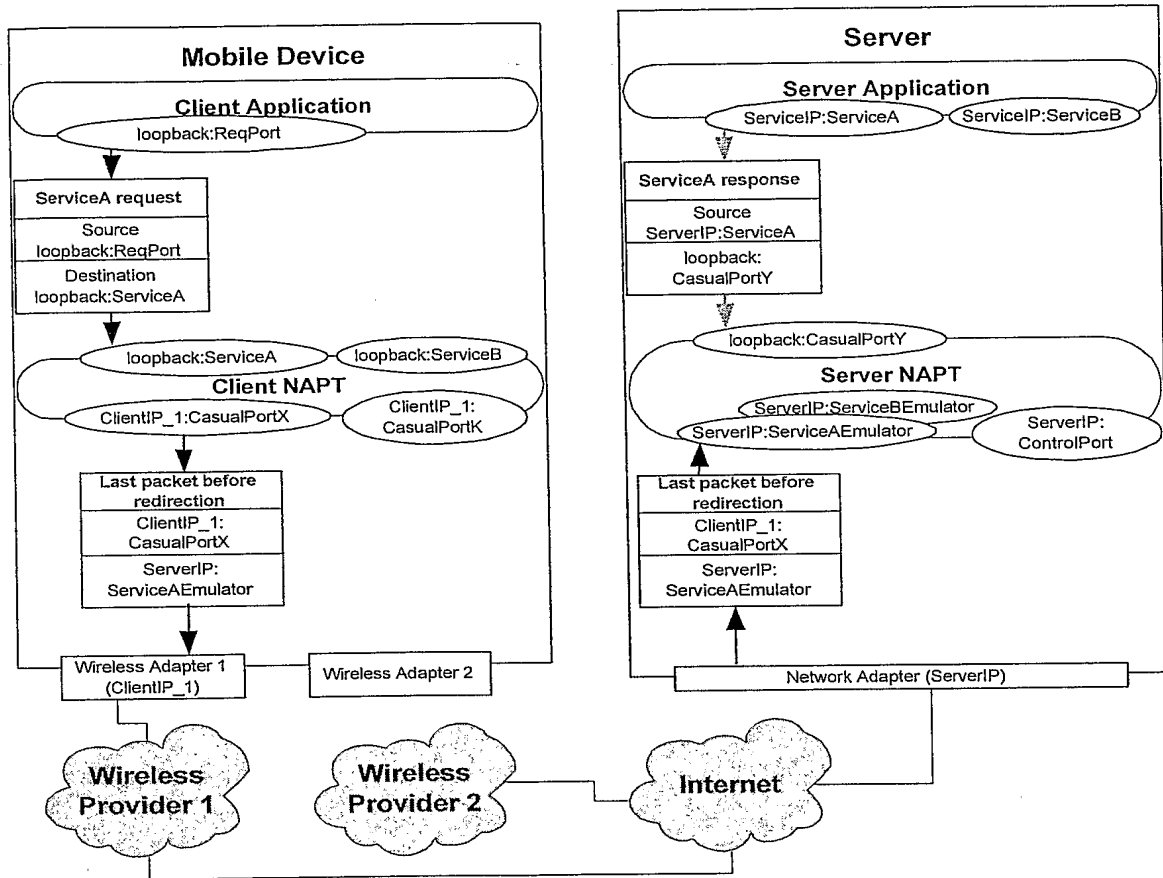 Mobile Device
Client Application
loopback:ReqPort
ServiceA request
Source
loopback:ReqPort
Destination
loopback:ServiceA
loopback:ServiceA
loopback:ServiceB
Client NAPT
ClientIP_1:CasualPortX
ClientIP_1:
CasualPortK
Last packet before
redirection
ClientIP_1:
CasualPortX
ServerIP:
ServiceAEmulator
Wireless Adapter 1
(ClientIP_1)
Wireless Adapter 2
Server
Server Application
ServiceIP:ServiceA
ServiceIP:ServiceB
ServiceA response
Source
ServerIP:ServiceA
loopback:
CasualPortY
loopback:CasualPortY
Server NAPT
ServerIP:ServiceBEmulator
ServerIP:ServiceAEmulator
ServerIP:
ControlPort
Last packet before
redirection
ClientIP_1:
CasualPortX
ServerIP:
ServiceAEmulator
Network Adapter (ServerIP)
Wireless
Provider 1
Wireless
Provider 2
Internet